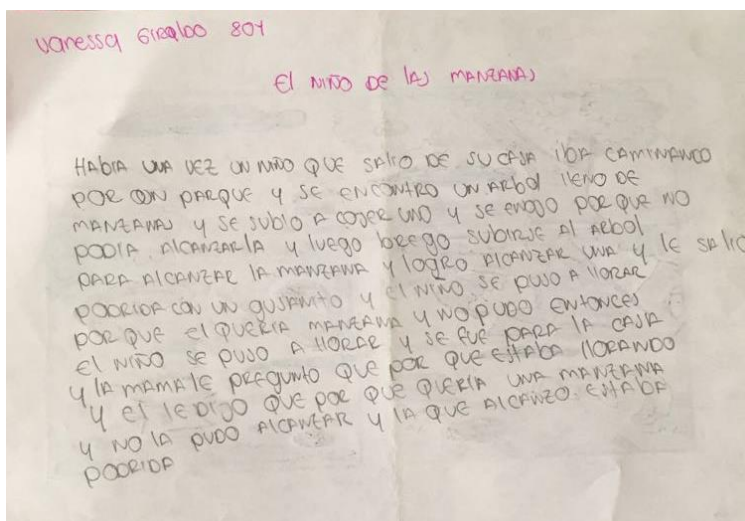 Vanessa Giraldo 804
El NIÑO DE lAS MANZANAS
HABIA UNA VEZ UN NIÑO QUE SALIO DE SU CASA IbA CAMINANDO
POR UN PARQUE Y SE ENCONTRO UN ARbOl llENO DE
MANZANAS Y SE SUbIO A COJER UNO Y SE ENOJO POR QUE NO
PODIA AlCANZARlA Y luego brego SUbIRSE Al ARbOl
PARA AlCANZAR lA MANZANA Y logro AlCANZAR UNA Y lE SAlIO
PODRIDA CON UN GUSANITO Y El NIÑO SE PUSO A llORAR
POR QUE El QUERIA MANZANA Y NO PUDO ENTONCES
El NIÑO SE PUSO A llORAR Y SE FUE PARA lA CASA
Y lA MAMA lE PREGUNTO QUE POR QUE ESTAbA llORANDO
Y El lE DIJO QUE POR QUE QUERIA UNA MANZANA
Y NO lA PUDO AlCANZAR Y lA QUE AlCANZO ESTAbA
PODRIDA